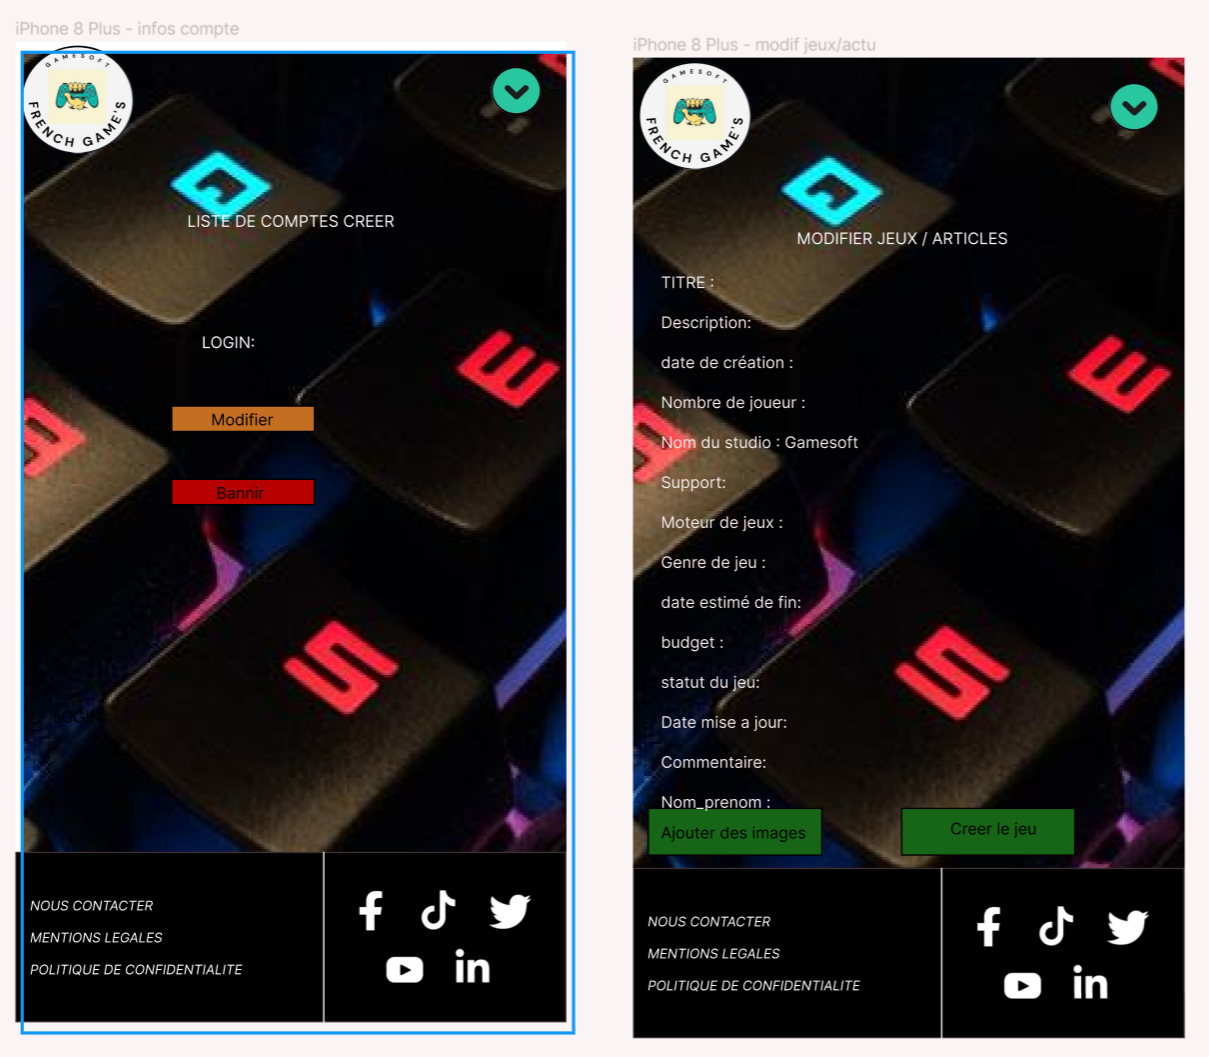 iPhone 8 Plus - infos compte
GAMESOFT
FRENCH GAME'S
LISTE DE COMPTES CREER
LOGIN:
Modifier
Bannir
LOGIN
NOUS CONTACTER
MENTIONS LEGALES
POLITIQUE DE CONFIDENTIALITE
iPhone 8 Plus - modif jeux/actu
GAMESOFT
FRENCH GAME'S
MODIFIER JEUX / ARTICLES
TITRE :
Description:
date de création :
Nombre de joueur :
Nom du studio : Gamesoft
Support:
Moteur de jeux :
Genre de jeu :
date estimé de fin:
budget :
statut du jeu:
Date mise a jour:
Commentaire:
Nom_prenom :
Ajouter des images
Creer le jeu
NOUS CONTACTER
MENTIONS LEGALES
POLITIQUE DE CONFIDENTIALITE